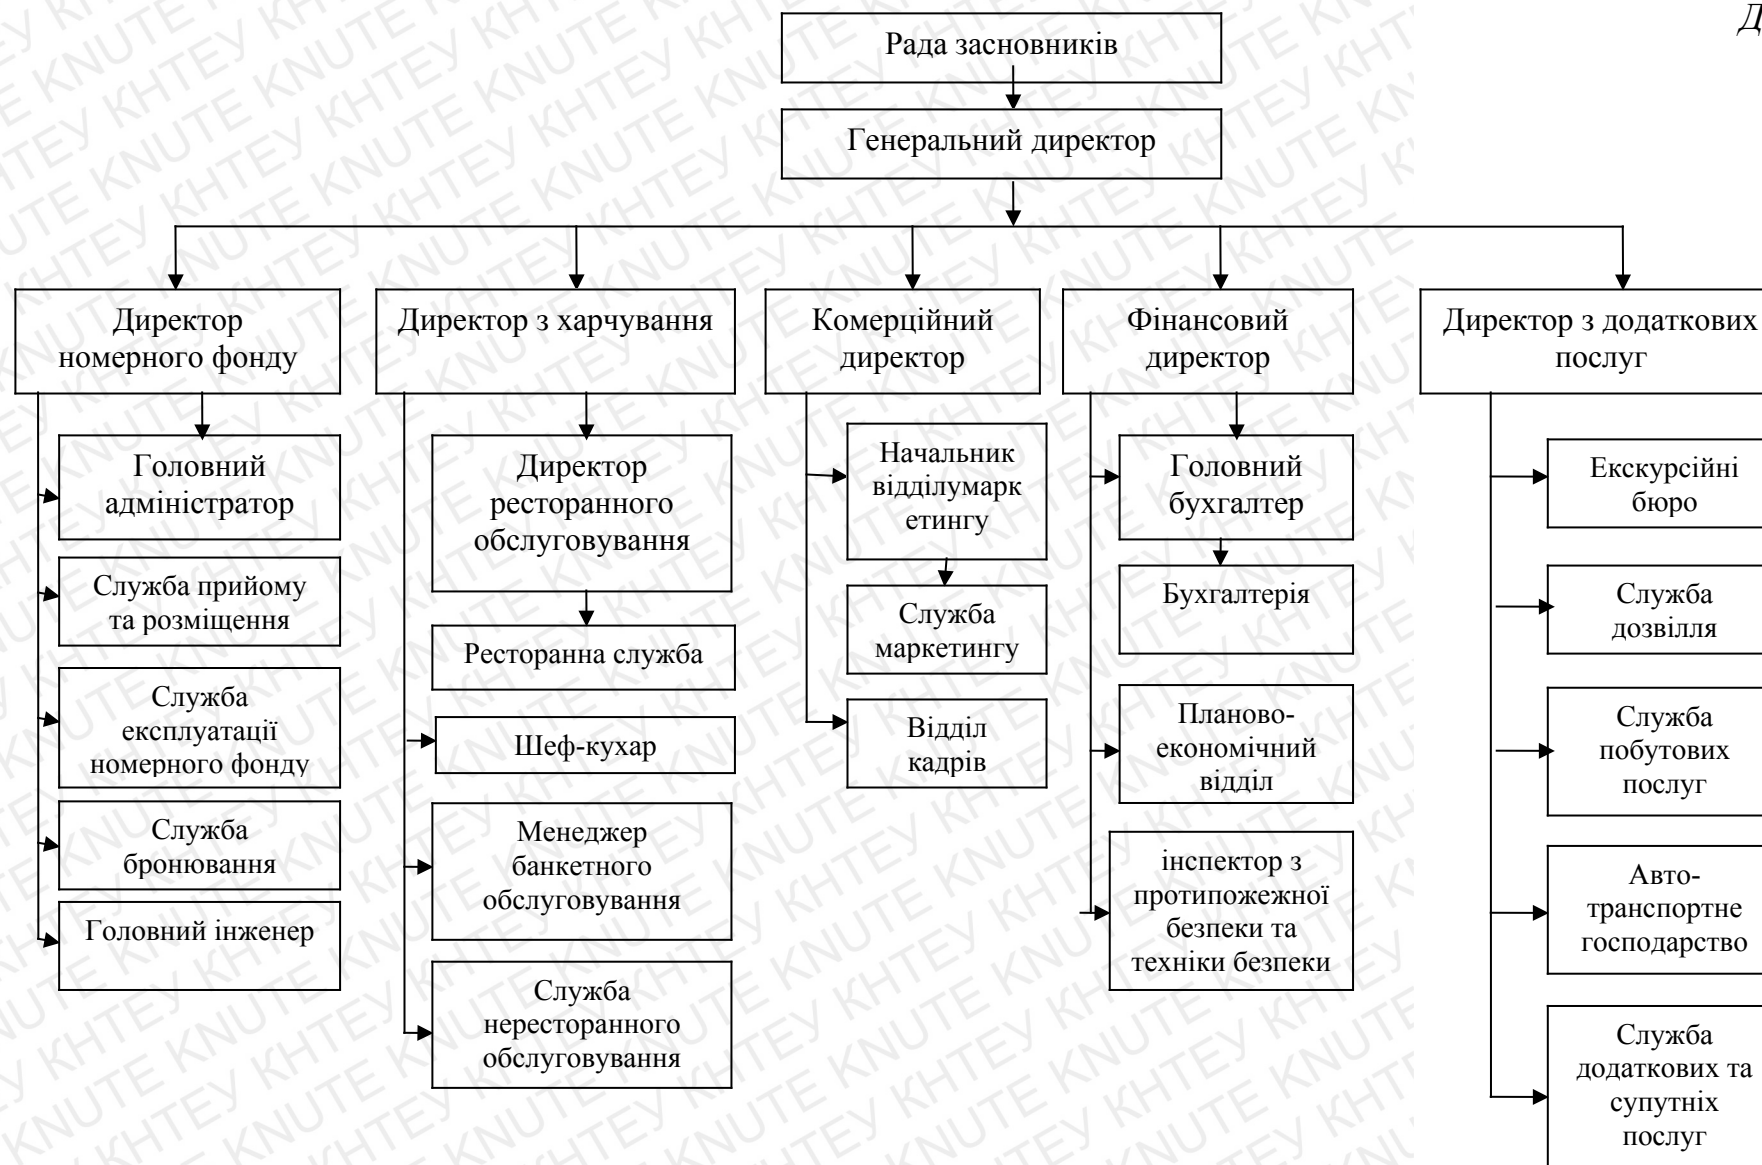 Д
Рада засновників
Генеральний директор
Директор
номерного фонду
Головний
адміністратор
Служба прийому
та розміщення
Служба
експлуатації
номерного фонду
Служба
бронювання
Головний інженер
Директор з харчування
Директор
ресторанного
обслуговування
Ресторанна служба
Шеф-кухар
Менеджер
банкетного
обслуговування
Служба
нересторанного
обслуговування
Комерційний
директор
Начальник
відділумарк
етингу
Служба
маркетингу
Відділ
кадрів
Фінансовий
директор
Головний
бухгалтер
Бухгалтерія
Планово-
економічний
відділ
інспектор з
протипожежної
безпеки та
техніки безпеки
Директор з додаткових
послуг
Екскурсійні
бюро
Служба
дозвілля
Служба
побутових
послуг
Авто-
транспортне
господарство
Служба
додаткових та
супутніх
послуг